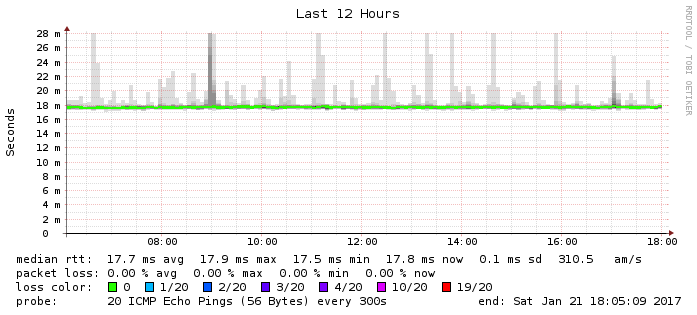 Last 12 Hours
RRDTOOL / TOBI OETIKER
Seconds
28 m
26 m
24 m
22 m
20 m
18 m
16 m
14 m
12 m
10 m
8 m
6 m
4 m
2 m
0
08:00 10:00 12:00 14:00 16:00 18:00
median rtt: 17.7 ms avg 17.9 ms max 17.5 ms min 17.8 ms now 0.1 ms sd 310.5 am/s
packet loss: 0.00 % avg 0.00 % max 0.00 % min 0.00 % now
loss color: 0 1/20 2/20 3/20 4/20 10/20 19/20
probe: 20 ICMP Echo Pings (56 Bytes) every 300s end: Sat Jan 21 18:05:09 2017